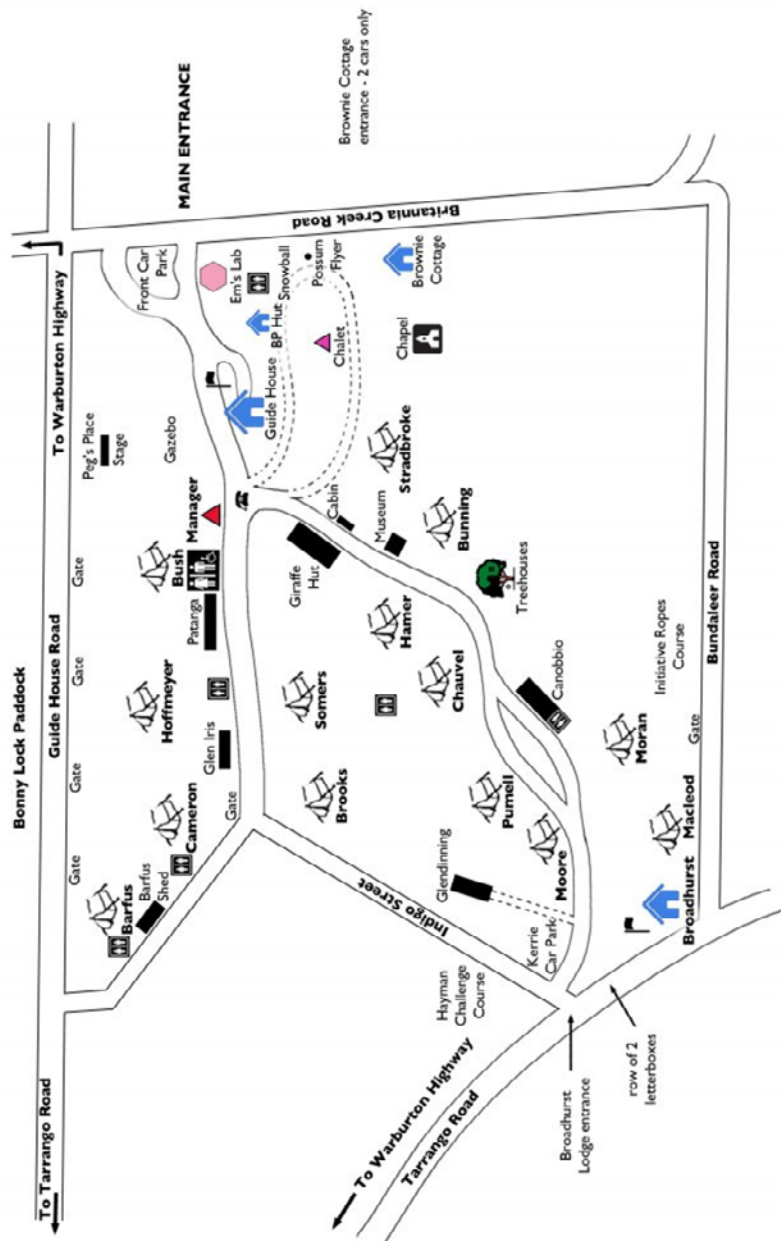 Bonny Lock Paddock
To Tarrango Road
Guide House Road
To Warburton Highway
Gate
Gate
Gate
Gate
Peg's Place
Stage
Gazebo
Front Car
Park
MAIN ENTRANCE
Barfus
Barfus
Shed
Cameron
Hoffmeyer
Bush
Manager
Glen Iris
Patanga
Gate
Em's Lab
BP Hut
Snowball
Guide House
Possum
Flyer
Chalet
Britannia Creek Road
Brownie Cottage
entrance - 2 cars only
Brownie
Cottage
Chapel
Indigo Street
Brooks
Somers
Giraffe
Hut
Cabin
Museum
Stradbroke
Hamer
Bunning
Chauvel
Treehouses
Purnell
Canobbio
Glendinning
Moore
Moran
Initiative Ropes
Course
Hayman
Challenge
Course
Kerrie
Car Park
Macleod
Gate
Broadhurst
Bundaleer Road
To Warburton Highway
Tarrango Road
Broadhurst
Lodge entrance
row of 2
letterboxes